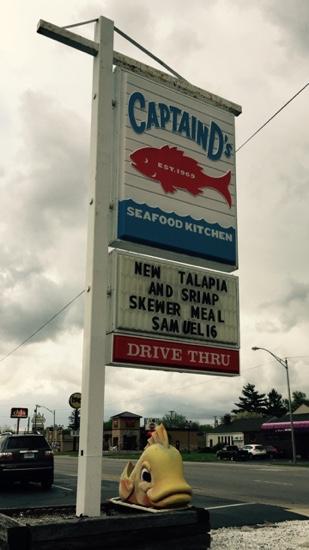 CAPTAIN D's
EST. 1969
SEAFOOD KITCHEN
NEW TALAPIA
AND SRIMP
SKEWER MEAL
SAMUEL16
DRIVE THRU